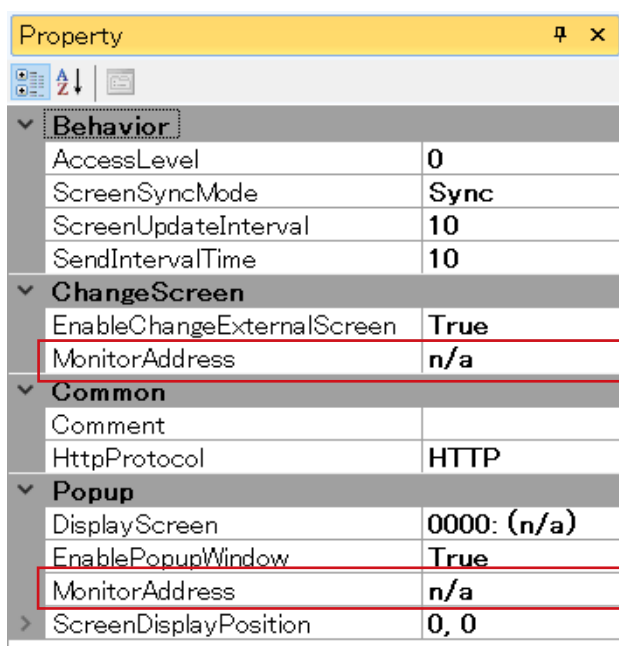 Property
Behavior
AccessLevel 0
ScreenSyncMode Sync
ScreenUpdateInterval 10
SendIntervalTime 10
ChangeScreen
EnableChangeExternalScreen True
MonitorAddress n/a
Common
Comment
HttpProtocol HTTP
Popup
DisplayScreen 0000: (n/a)
EnablePopupWindow True
MonitorAddress n/a
ScreenDisplayPosition 0, 0